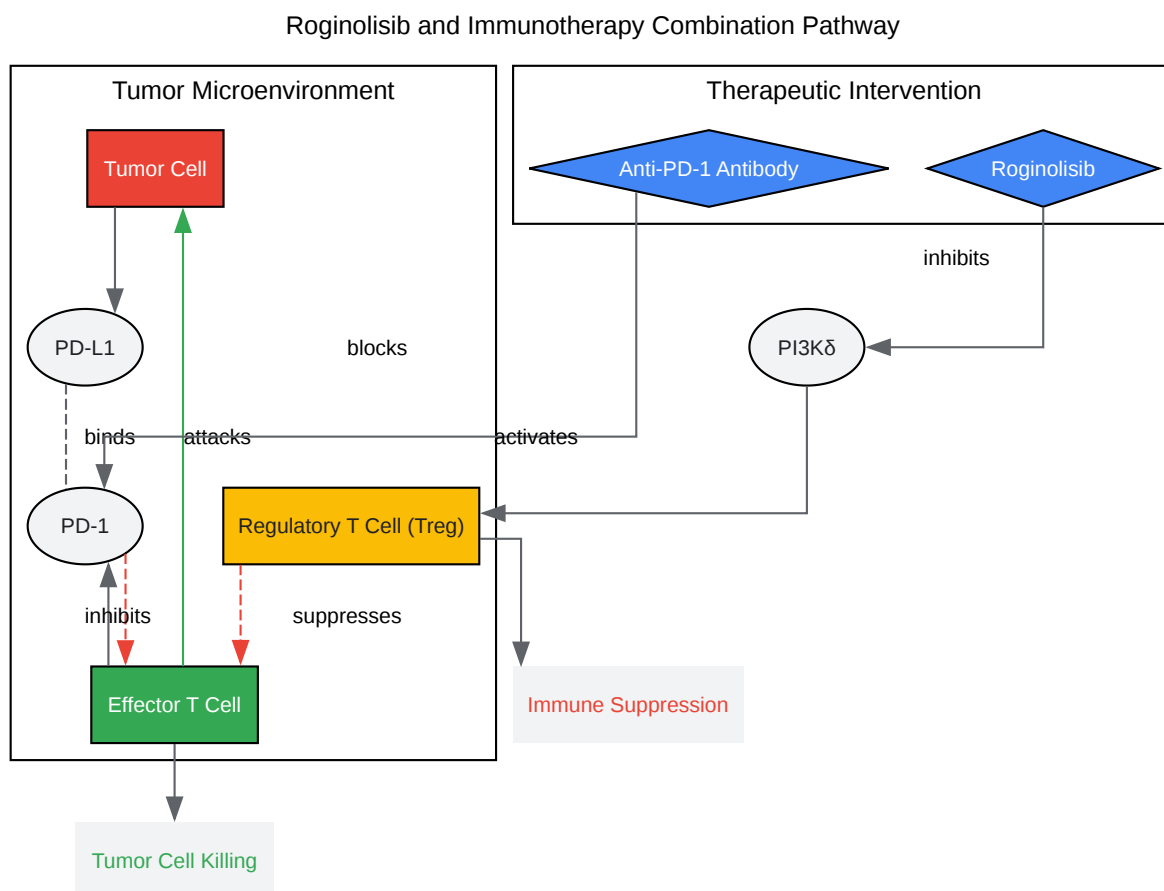 Roginolisib and Immunotherapy Combination Pathway
Tumor Microenvironment
Therapeutic Intervention
Tumor Cell
Anti-PD-1 Antibody
Roginolisib
inhibits
PD-L1
blocks
PI3Kδ
binds
attacks
activates
PD-1
Regulatory T Cell (Treg)
inhibits
suppresses
Effector T Cell
Immune Suppression
Tumor Cell Killing